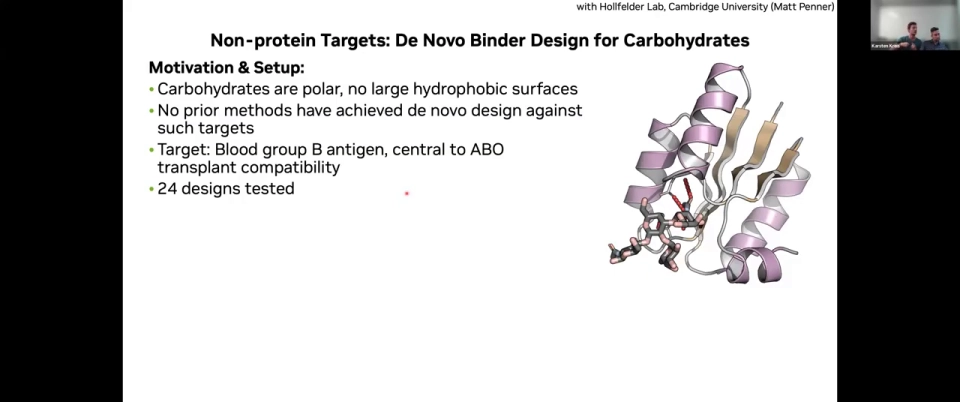 with Hollfelder Lab, Cambridge University (Matt Penner)
Non-protein Targets: De Novo Binder Design for Carbohydrates
Motivation & Setup:
• Carbohydrates are polar, no large hydrophobic surfaces
• No prior methods have achieved de novo design against
such targets
• Target: Blood group B antigen, central to ABO
transplant compatibility
• 24 designs tested
Karsten